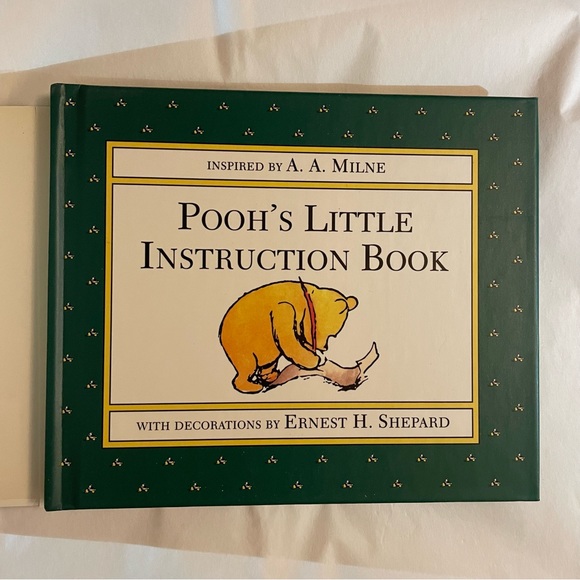 INSPIRED BY A. A. MILNE
POOH'S LITTLE
INSTRUCTION BOOK
WITH DECORATIONS BY ERNEST H. SHEPARD